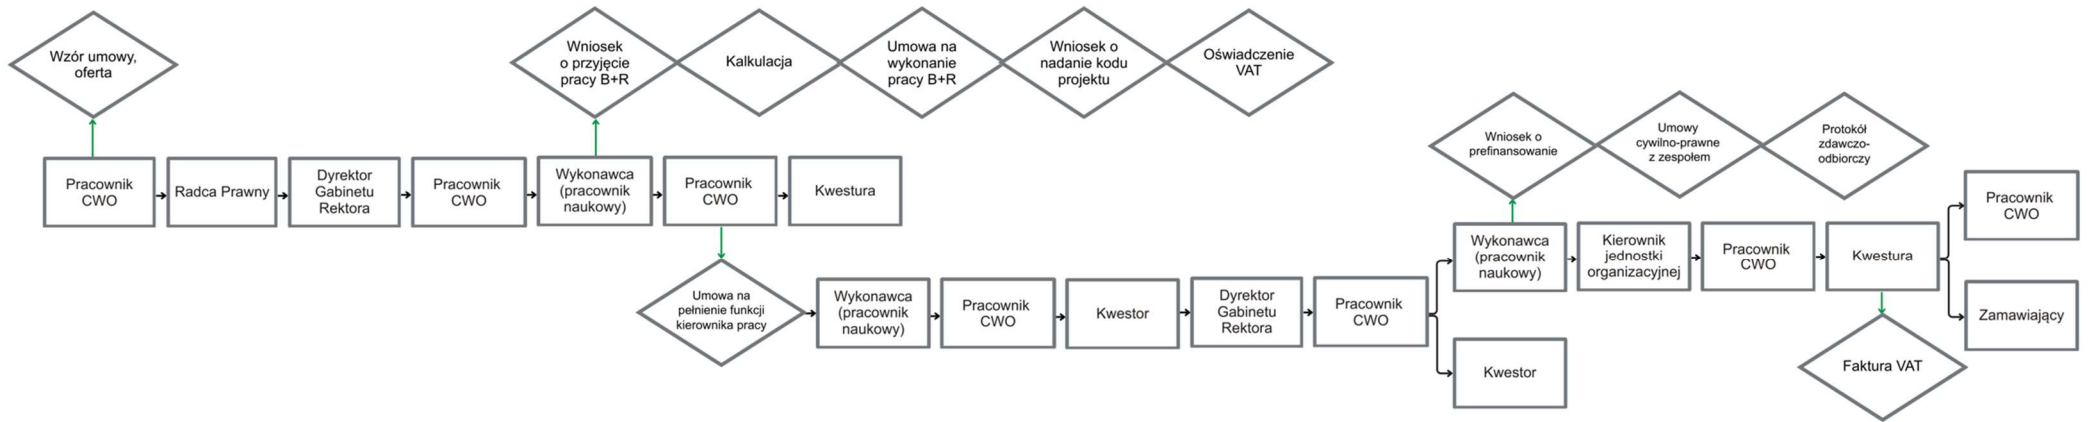 Wzór umowy,
oferta
Wniosek
o przyjęcie
pracy B+R
Kalkulacja
Umowa na
wykonanie
pracy B+R
Wniosek o
nadanie kodu
projektu
Oświadczenie
VAT
Pracownik
CWO
Radca Prawny
Dyrektor
Gabinetu
Rektora
Pracownik
CWO
Wykonawca
(pracownik
naukowy)
Pracownik
CWO
Kwestura
Umowa na
pełnienie funkcji
kierownika pracy
Wykonawca
(pracownik
naukowy)
Pracownik
CWO
Kwestor
Dyrektor
Gabinetu
Rektora
Pracownik
CWO
Wniosek o
prefinansowanie
Umowy
cywilno-prawne
z zespołem
Protokół
zdawczo-
odbiorczy
Wykonawca
(pracownik
naukowy)
Kierownik
jednostki
organizacyjnej
Pracownik
CWO
Kwestura
Pracownik
CWO
Zamawiający
Kwestor
Faktura VAT